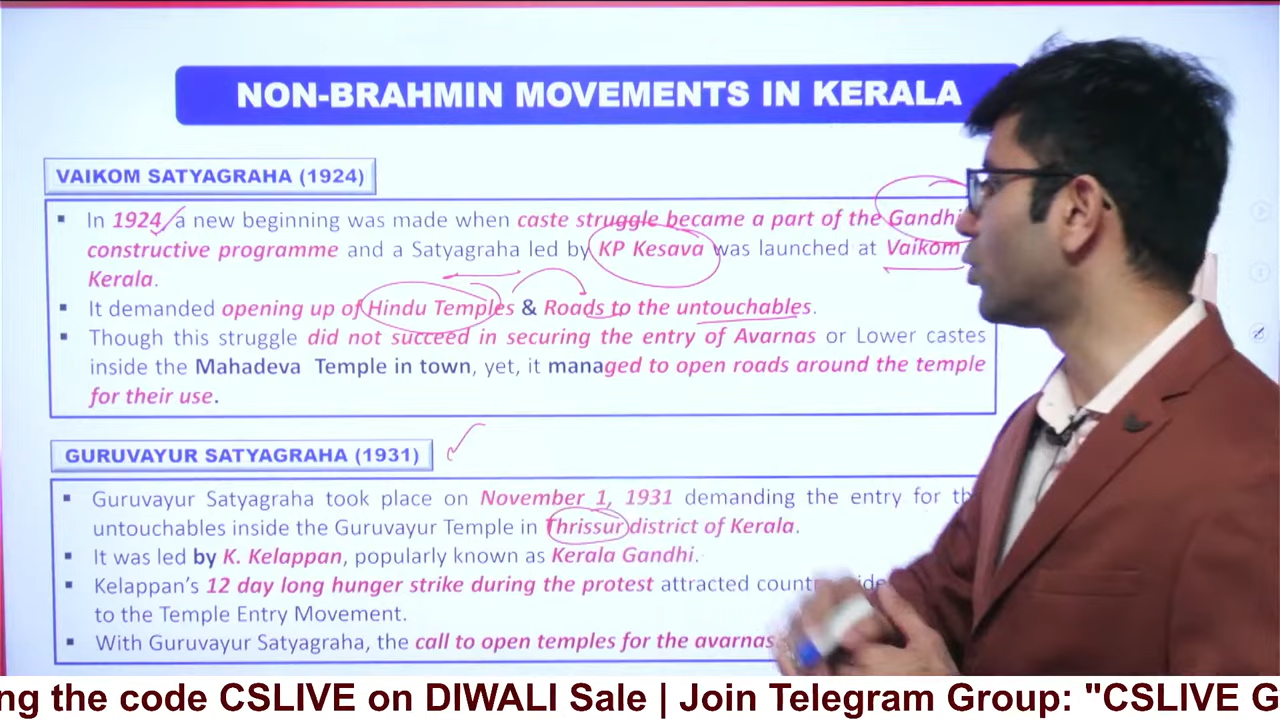 NON-BRAHMIN MOVEMENTS IN KERALA
VAIKOM SATYAGRAHA (1924)
▪ In 1924 a new beginning was made when caste struggle became a part of the Gandhi
constructive programme and a Satyagraha led by KP Kesava was launched at Vaikom
Kerala.
▪ It demanded opening up of Hindu Temples & Roads to the untouchables.
▪ Though this struggle did not succeed in securing the entry of Avarnas or Lower castes
inside the Mahadeva Temple in town, yet, it managed to open roads around the temple
for their use.
GURUVAYUR SATYAGRAHA (1931)
▪ Guruvayur Satyagraha took place on November 1, 1931 demanding the entry for
untouchables inside the Guruvayur Temple in Thrissur district of Kerala.
▪ It was led by K. Kelappan, popularly known as Kerala Gandhi.
▪ Kelappan's 12 day long hunger strike during the protest attracted
to the Temple Entry Movement.
▪ With Guruvayur Satyagraha, the call to open temples for the avarnas
ng the code CSLIVE on DIWALI Sale | Join Telegram Group: "CSLIVE G